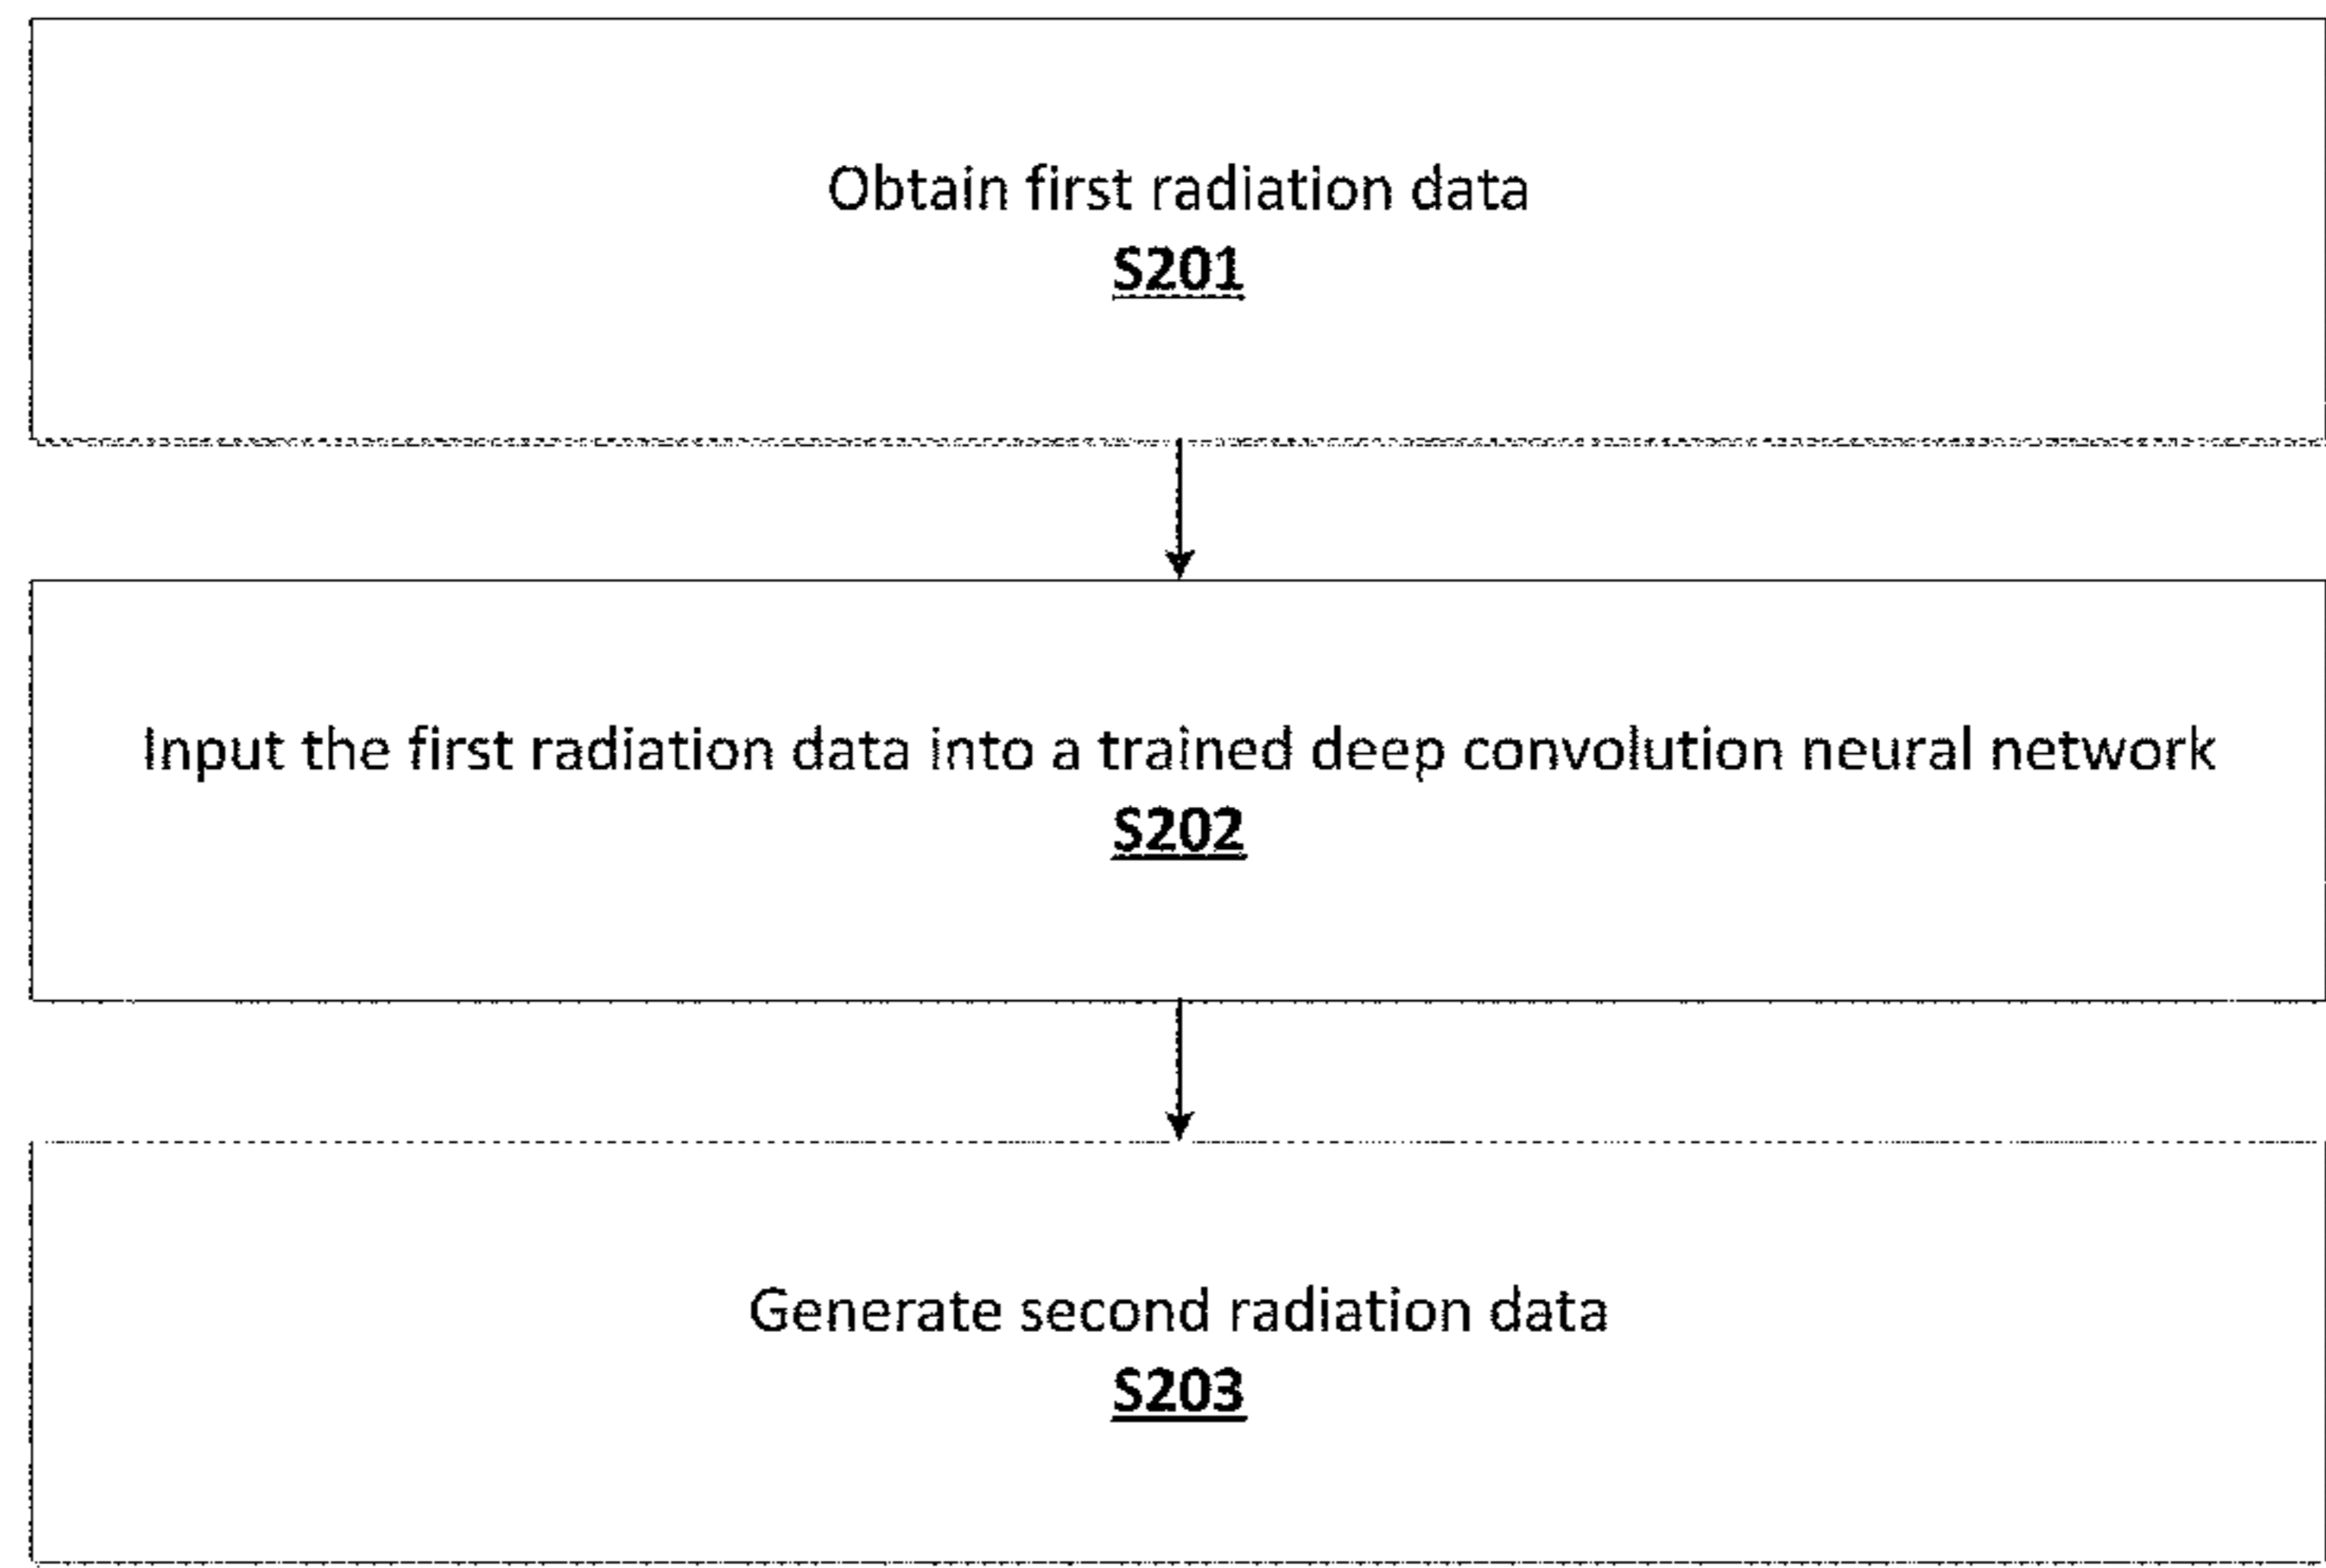 Obtain first radiation data
S201
Input the first radiation data into a trained deep convolution neural network
S202
Generate second radiation data
S203